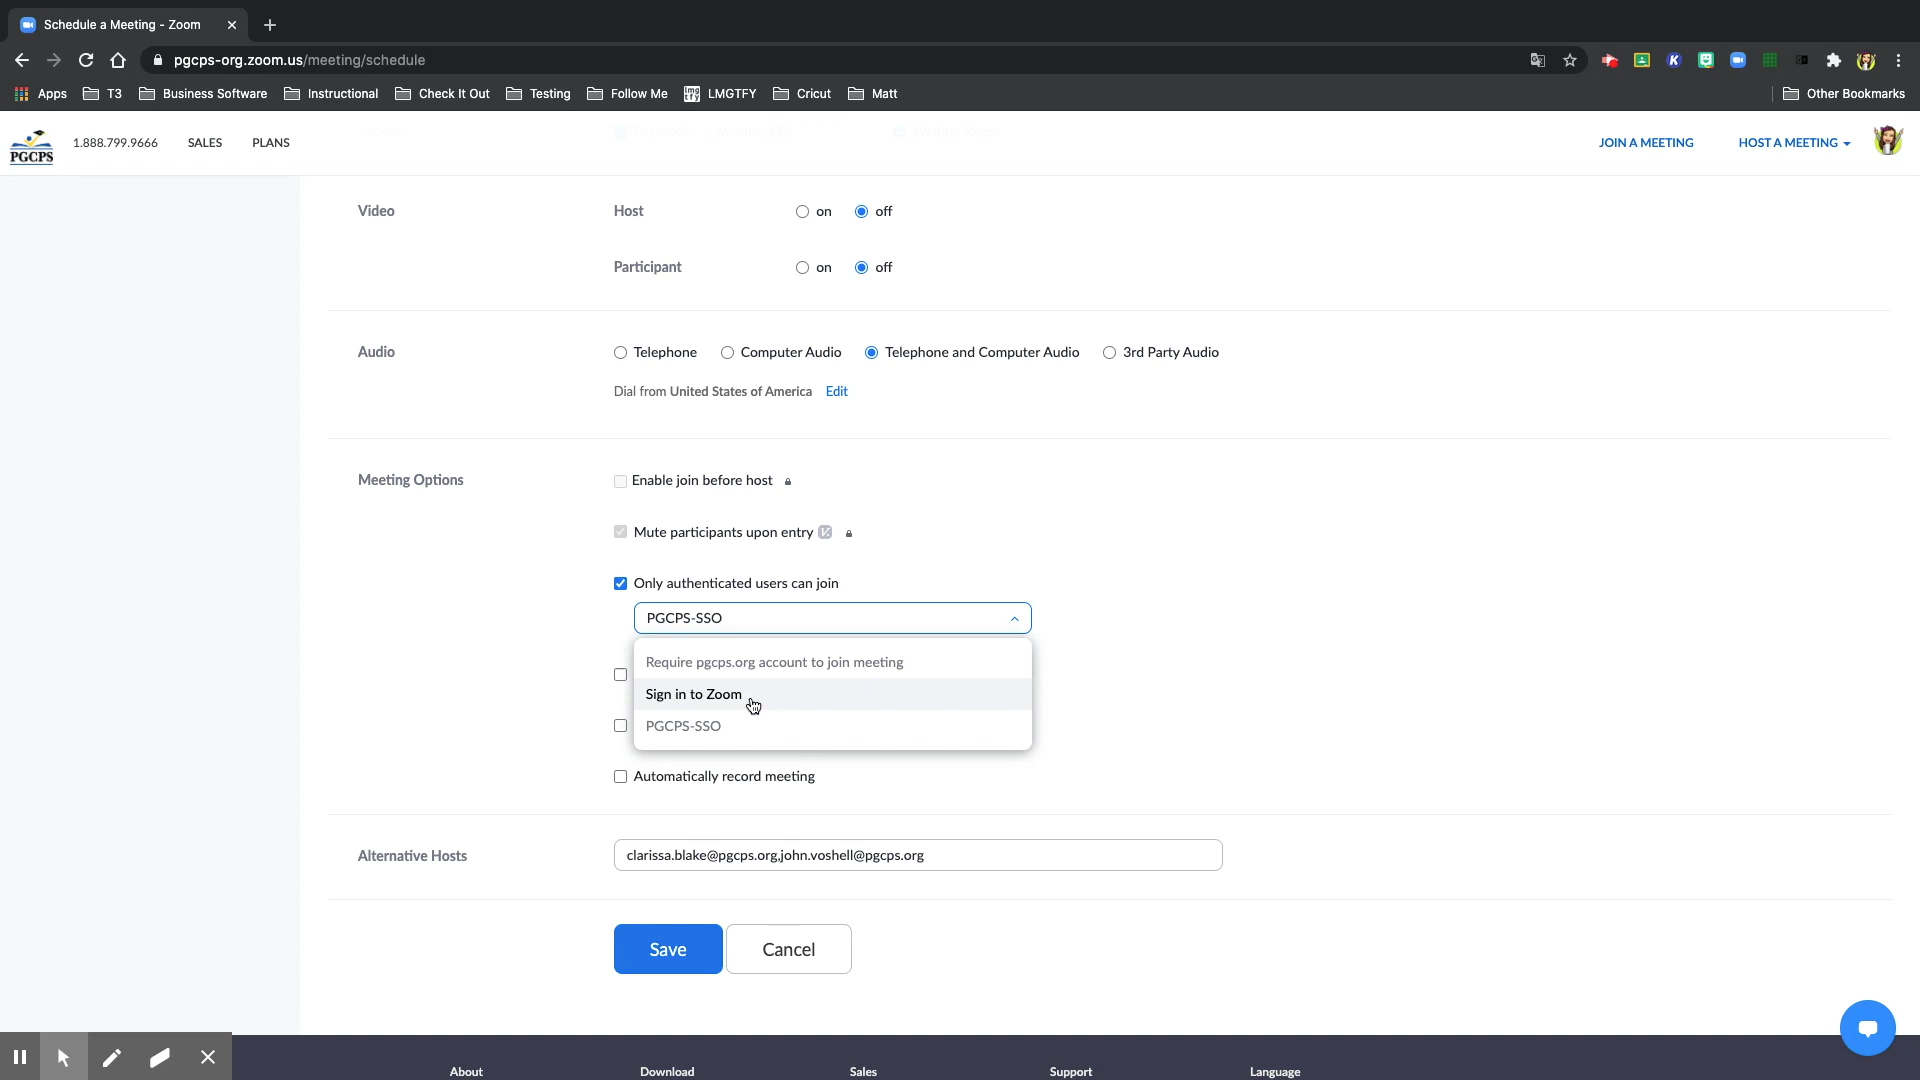 Schedule a Meeting - Zoom
pgcps-org.zoom.us/meeting/schedule
Apps T3 Business Software Instructional Check It Out Testing Follow Me LMGTFY Cricut Matt Other Bookmarks
PGCPS 1.888.799.9666 SALES PLANS JOIN A MEETING HOST A MEETING
Video Host on off
Participant on off
Audio Telephone Computer Audio Telephone and Computer Audio 3rd Party Audio
Dial from United States of America Edit
Meeting Options Enable join before host
Mute participants upon entry
Only authenticated users can join
PGCPS-SSO
Require pgcps.org account to join meeting
Sign in to Zoom
PGCPS-SSO
Automatically record meeting
Alternative Hosts clarissa.blake@pgcps.org,john.voshell@pgcps.org
Save Cancel
About Download Sales Support Language